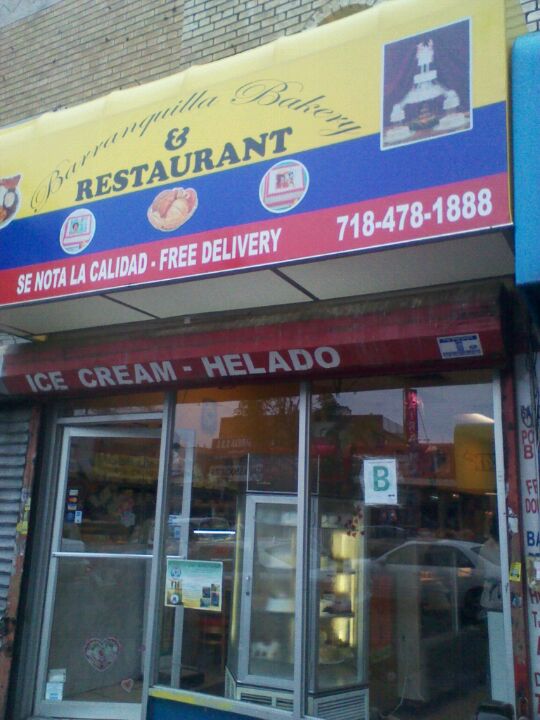 Barranquilla Bakery
&
RESTAURANT
SE NOTA LA CALIDAD - FREE DELIVERY
718-478-1888
ICE CREAM - HELADO
B